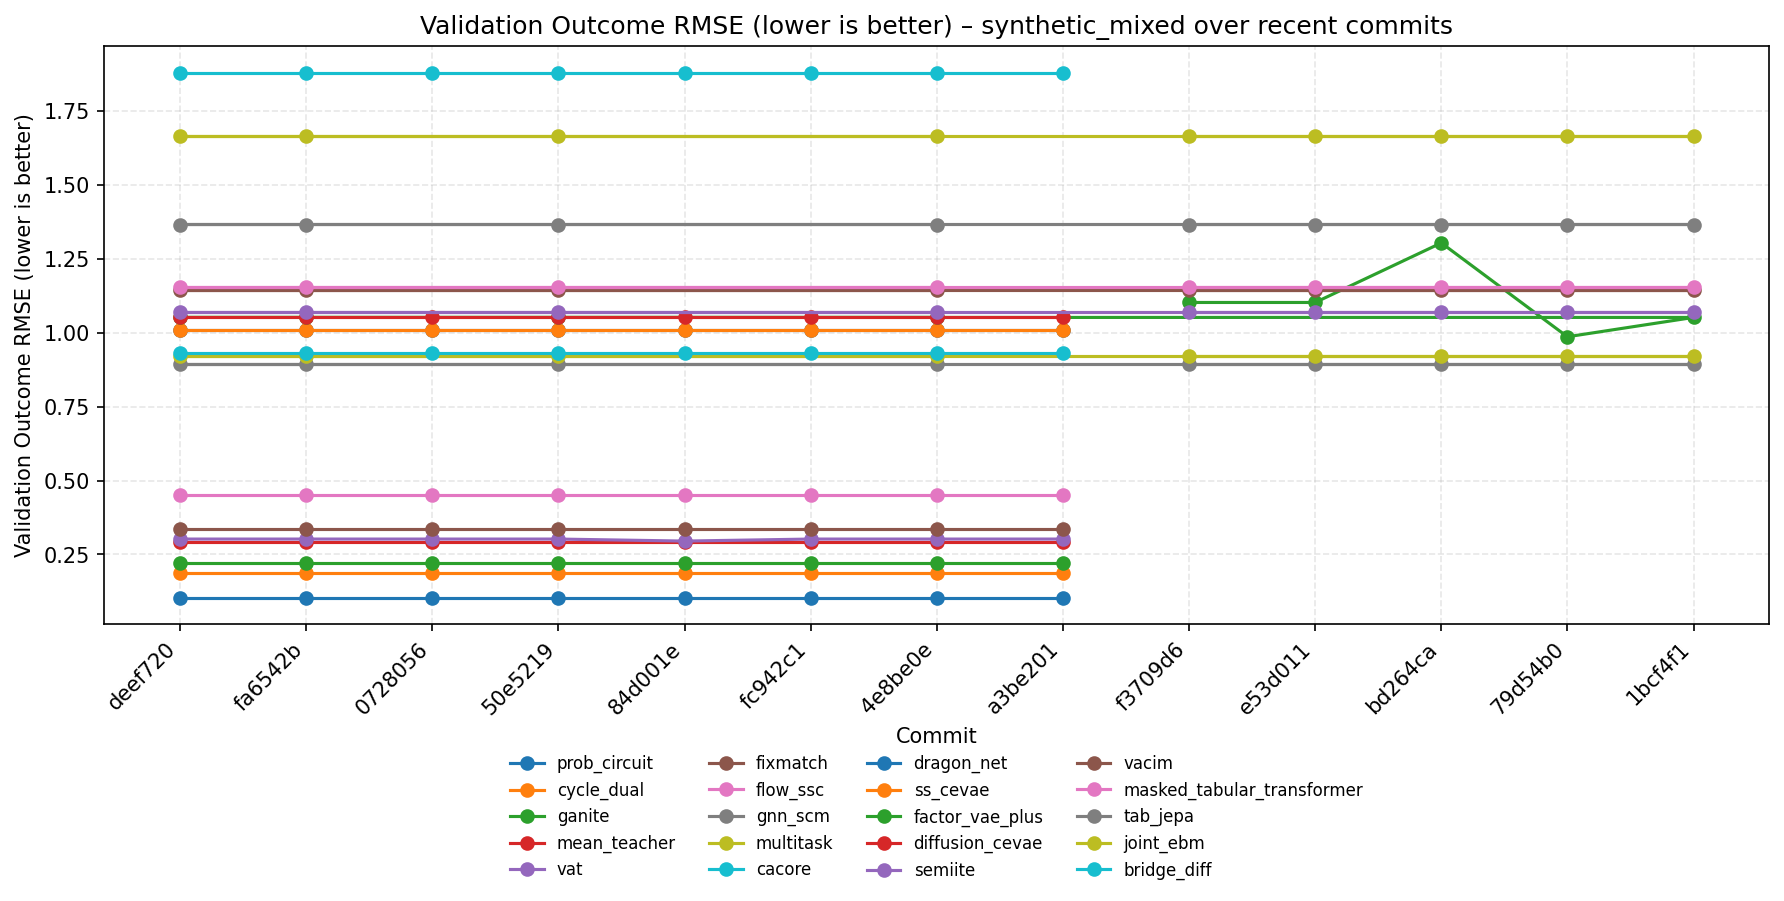 Validation Outcome RMSE (lower is better) – synthetic_mixed over recent commits
Validation Outcome RMSE (lower is better)
1.75
1.50
1.25
1.00
0.75
0.50
0.25
deef720
fa6542b
0728056
50e5219
84d001e
fc942c1
4e8be0e
a3be201
f3709d6
e53d011
bd264ca
79d54b0
1bcf4f1
Commit
prob_circuit
cycle_dual
ganite
mean_teacher
vat
fixmatch
flow_ssc
gnn_scm
multitask
cacore
dragon_net
ss_cevae
factor_vae_plus
diffusion_cevae
semiite
vacim
masked_tabular_transformer
tab_jepa
joint_ebm
bridge_diff